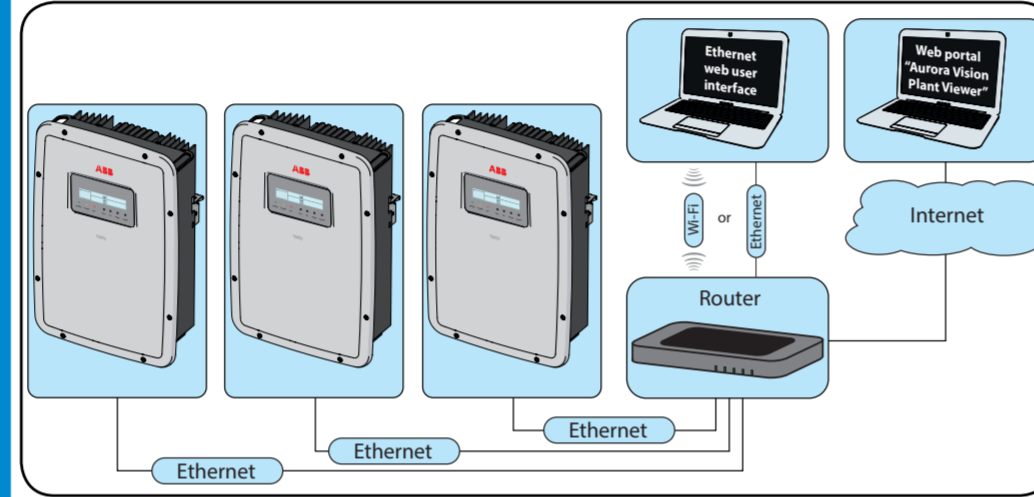 Ethernet
web user
interface
Web portal
“Aurora Vision
Plant Viewer”
ABB
ABB
ABB
Wi-Fi
or
Ethernet
Internet
Router
Ethernet
Ethernet
Ethernet